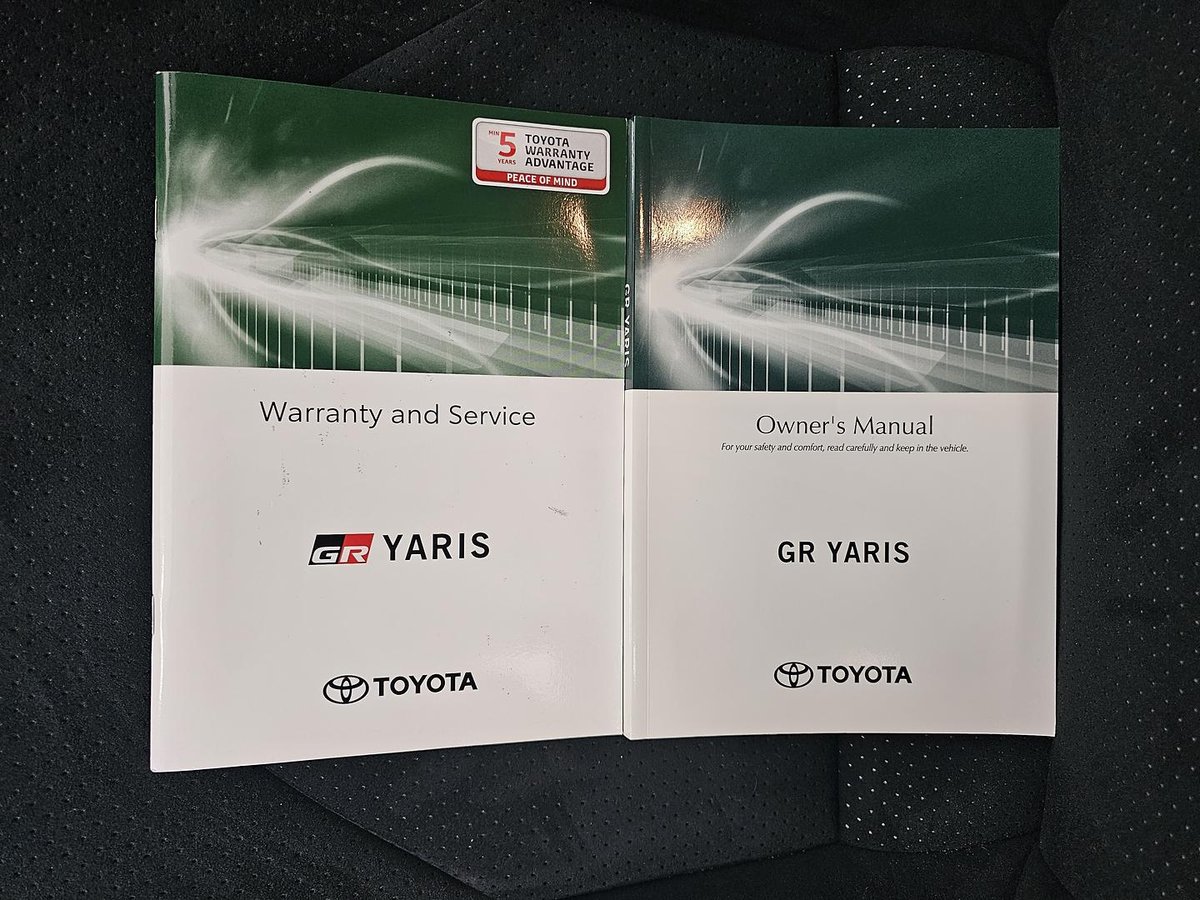 MIN 5 YEARS
TOYOTA
WARRANTY
ADVANTAGE
PEACE OF MIND
Warranty and Service
GR YARIS
TOYOTA
GR YARIS
Owner's Manual
For your safety and comfort, read carefully and keep in the vehicle.
GR YARIS
TOYOTA